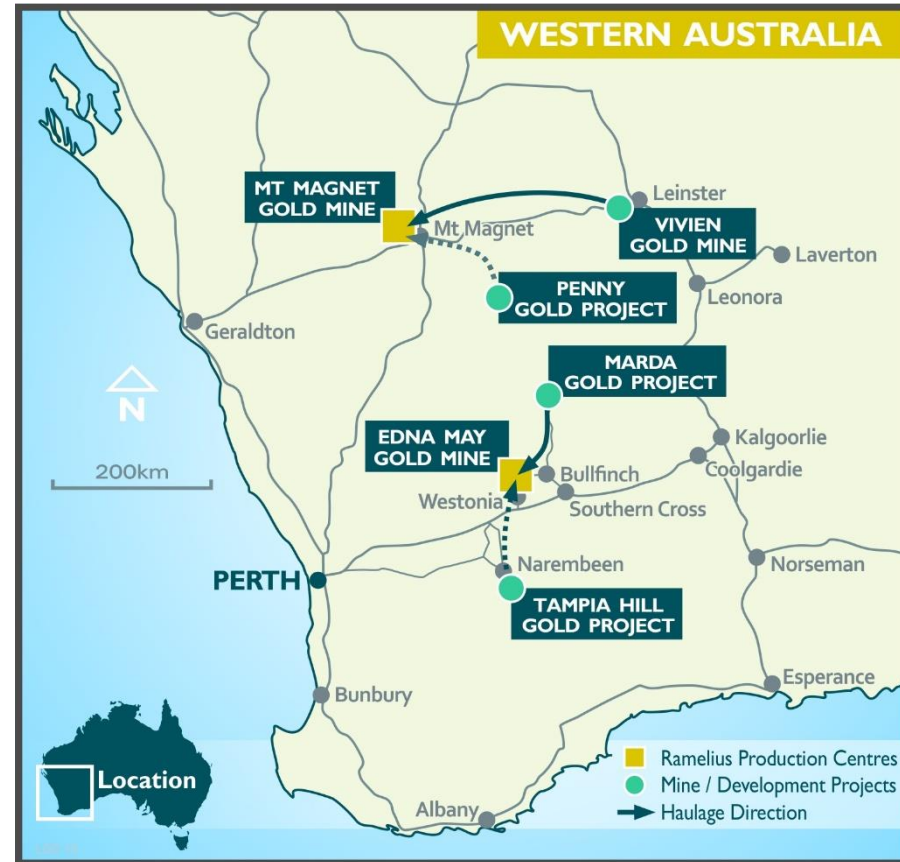 WESTERN AUSTRALIA
MT MAGNET
GOLD MINE
Leinster
Mt Magnet
VIVIEN
GOLD MINE
Laverton
PENNY
GOLD PROJECT
Leonora
Geraldton
MARDA
GOLD PROJECT
N
EDNA MAY
GOLD MINE
Kalgoorlie
200km
Bullfinch
Coolgardie
Westonia
Southern Cross
PERTH
Narembeen
Norseman
TAMPIA HILL
GOLD PROJECT
Esperance
Bunbury
Location
Ramelius Production Centres
Mine / Development Projects
Haulage Direction
Albany